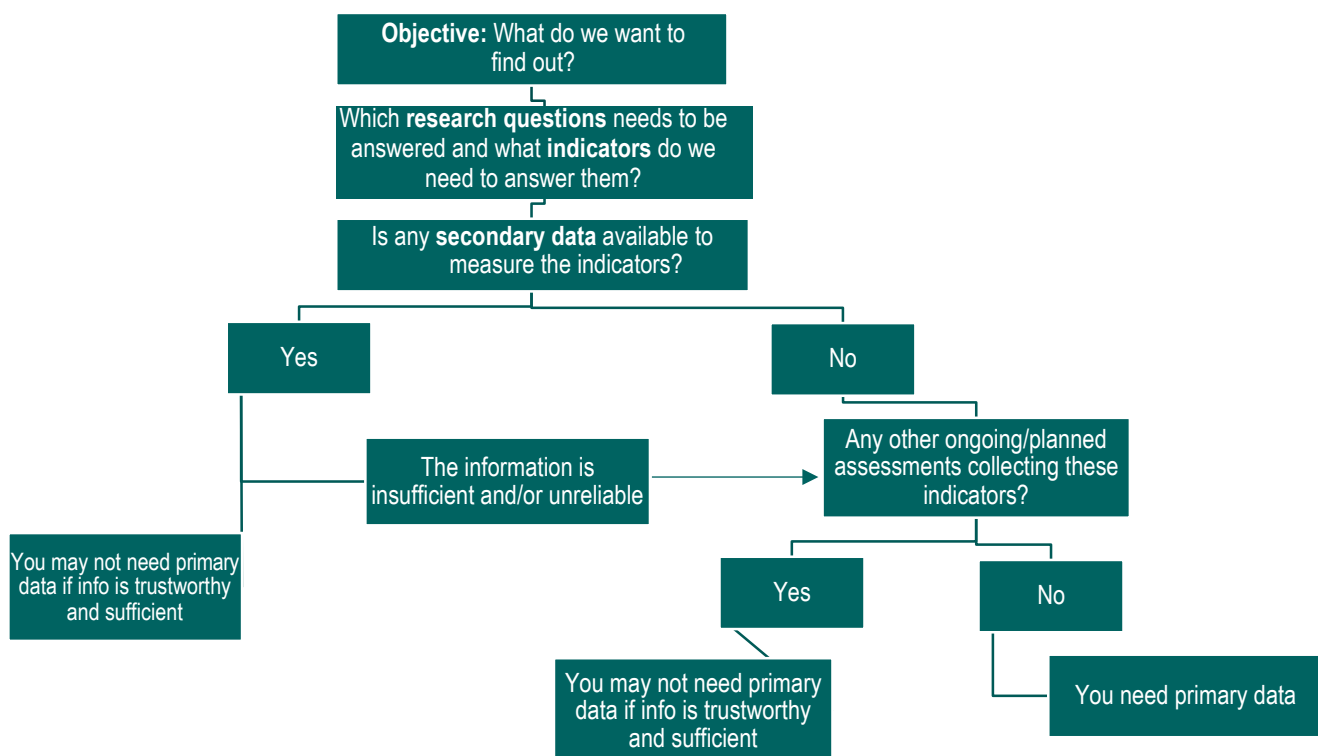 Objective: What do we want to
find out?
Which research questions needs to be
answered and what indicators do we
need to answer them?
Is any secondary data available to
measure the indicators?
Yes
No
Any other ongoing/planned
assessments collecting these
indicators?
The information is
insufficient and/or unreliable
You may not need primary
data if info is trustworthy
and sufficient
Yes
No
You may not need primary
data if info is trustworthy
and sufficient
You need primary data